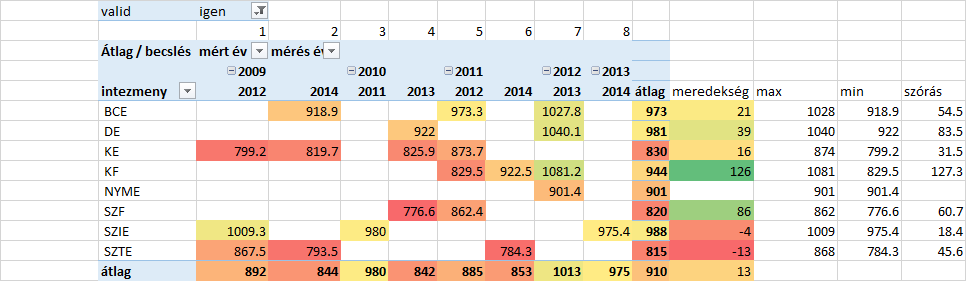 valid igen
1 2 3 4 5 6 7 8
Átlag / becslés mért év mérés év
2009 2010 2011 2012 2013
intezmeny 2012 2014 2011 2013 2012 2014 2013 2014 átlag meredekség max min szórás
BCE 918.9 973.3 1027.8 973 21 1028 918.9 54.5
DE 922 1040.1 981 39 1040 922 83.5
KE 799.2 819.7 825.9 873.7 830 16 874 799.2 31.5
KF 829.5 922.5 1081.2 944 126 1081 829.5 127.3
NYME 901.4 901 901 901.4
SZF 776.6 862.4 820 86 862 776.6 60.7
SZIE 1009.3 980 975.4 988 -4 1009 975.4 18.4
SZTE 867.5 793.5 784.3 815 -13 868 784.3 45.6
átlag 892 844 980 842 885 853 1013 975 910 13